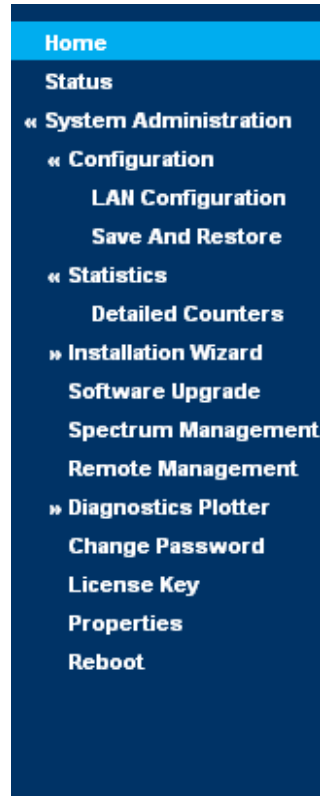 Home
Status
« System Administration
« Configuration
LAN Configuration
Save And Restore
« Statistics
Detailed Counters
» Installation Wizard
Software Upgrade
Spectrum Management
Remote Management
» Diagnostics Plotter
Change Password
License Key
Properties
Reboot